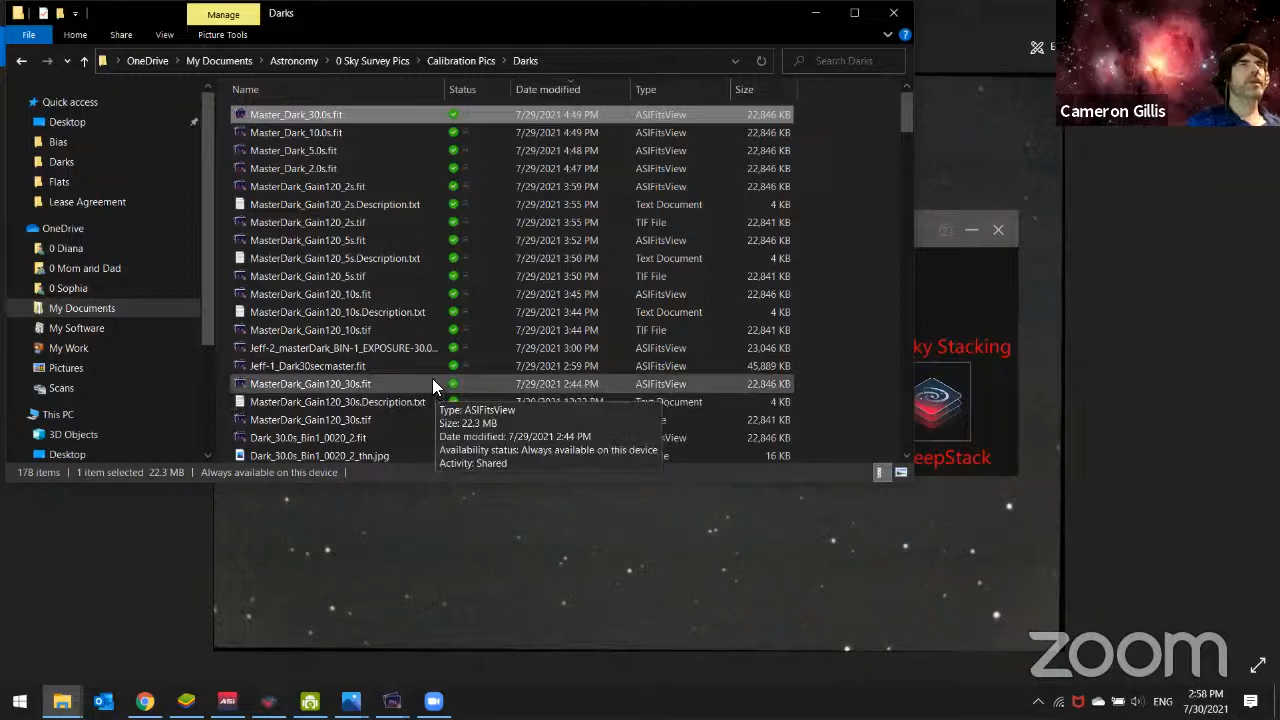 Manage
Darks
File
Home
Share
View
Picture Tools
OneDrive
My Documents
Astronomy
0 Sky Survey Pics
Calibration Pics
Darks
Search Darks
Cameron Gillis
Name
Status
Date modified
Type
Size
Quick access
Desktop
Bias
Darks
Flats
Lease Agreement
OneDrive
0 Diana
0 Mom and Dad
0 Sophia
My Documents
My Software
My Work
Pictures
Scans
This PC
3D Objects
Desktop
Master_Dark_30.0s.fit 7/29/2021 4:49 PM ASIFitsView 22,846 KB
Master_Dark_10.0s.fit 7/29/2021 4:49 PM ASIFitsView 22,846 KB
Master_Dark_5.0s.fit 7/29/2021 4:48 PM ASIFitsView 22,846 KB
Master_Dark_2.0s.fit 7/29/2021 4:47 PM ASIFitsView 22,846 KB
MasterDark_Gain120_2s.fit 7/29/2021 3:59 PM ASIFitsView 22,846 KB
MasterDark_Gain120_2s.Description.txt 7/29/2021 3:55 PM Text Document 4 KB
MasterDark_Gain120_2s.tif 7/29/2021 3:55 PM TIF File 22,841 KB
MasterDark_Gain120_5s.fit 7/29/2021 3:52 PM ASIFitsView 22,846 KB
MasterDark_Gain120_5s.Description.txt 7/29/2021 3:50 PM Text Document 4 KB
MasterDark_Gain120_5s.tif 7/29/2021 3:50 PM TIF File 22,841 KB
MasterDark_Gain120_10s.fit 7/29/2021 3:45 PM ASIFitsView 22,846 KB
MasterDark_Gain120_10s.Description.txt 7/29/2021 3:44 PM Text Document 4 KB
MasterDark_Gain120_10s.tif 7/29/2021 3:44 PM TIF File 22,841 KB
Jeff-2_masterDark_BIN-1_EXPOSURE-30.0... 7/29/2021 3:00 PM ASIFitsView 23,046 KB
Jeff-1_Dark30secmaster.fit 7/29/2021 2:59 PM ASIFitsView 45,889 KB
MasterDark_Gain120_30s.fit 7/29/2021 2:44 PM ASIFitsView 22,846 KB
MasterDark_Gain120_30s.Description.txt Text Document 4 KB
MasterDark_Gain120_30s.tif 22,841 KB
Dark_30.0s_Bin1_0020_2.fit 22,846 KB
Dark_30.0s_Bin1_0020_2_thn.jpg 16 KB
Type: ASIFitsView
Size: 22.3 MB
Date modified: 7/29/2021 2:44 PM
Availability status: Always available on this device
Activity: Shared
178 items
1 item selected 22.3 MB
Always available on this device
ky Stacking
eepStack
zoom
ASI
ENG
2:58 PM
7/30/2021